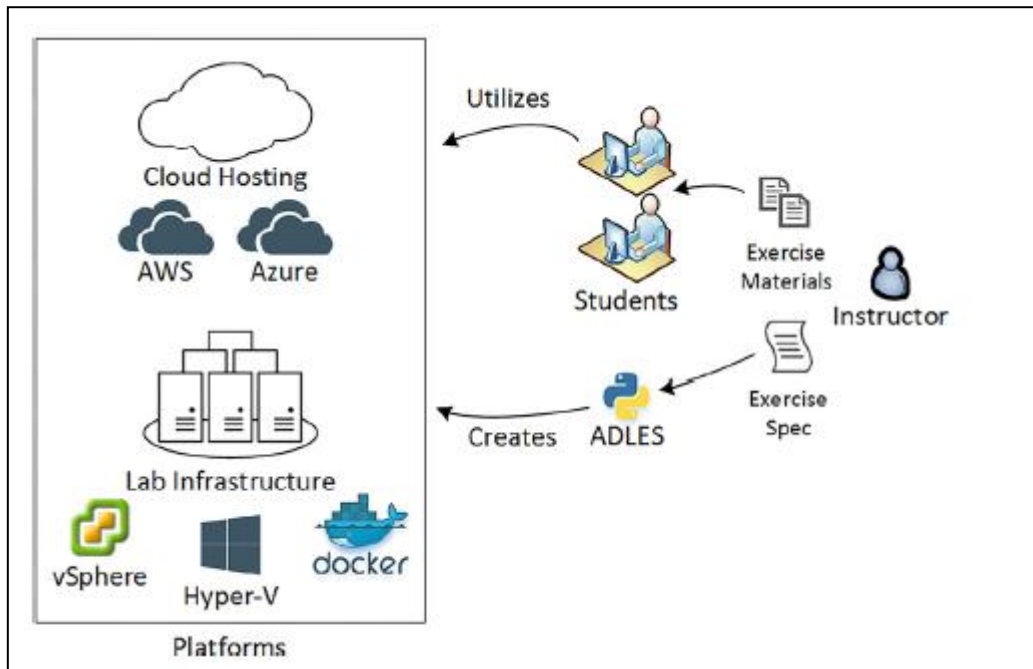 Cloud Hosting
AWS
Azure
Lab Infrastructure
vSphere
Hyper-V
docker
Platforms
Utilizes
Students
Creates
ADLES
Exercise
Materials
Instructor
Exercise
Spec